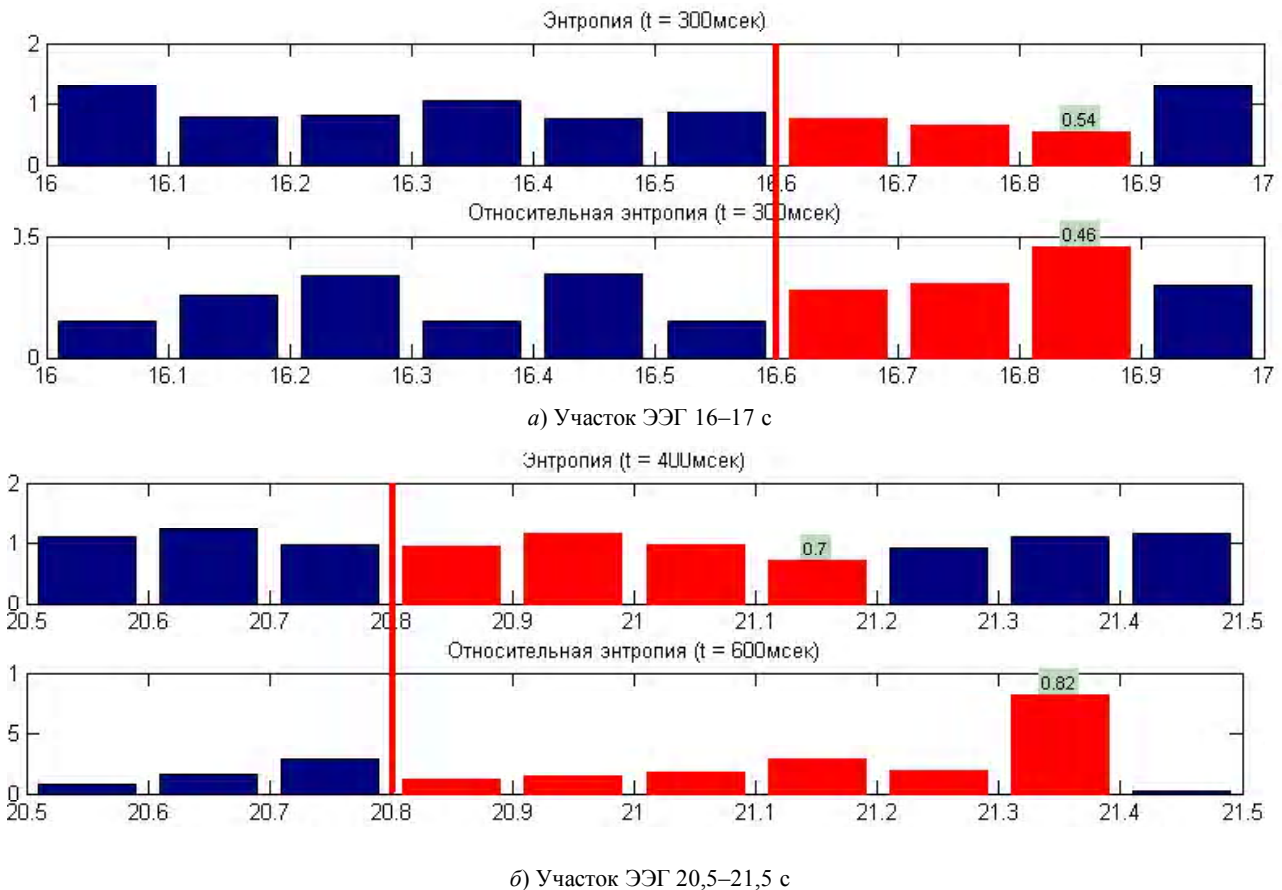 Энтропия (t = 300мсек)
2
1
0
0.54
16 16.1 16.2 16.3 16.4 16.5 16.6 16.7 16.8 16.9 17
Относительная энтропия (t = 300мсек)
0.5
0
0.46
16 16.1 16.2 16.3 16.4 16.5 16.6 16.7 16.8 16.9 17
а) Участок ЭЭГ 16–17 с
Энтропия (t = 400мсек)
2
1
0
0.7
20.5 20.6 20.7 20.8 20.9 21 21.1 21.2 21.3 21.4 21.5
Относительная энтропия (t = 600мсек)
1
5
0
0.82
20.5 20.6 20.7 20.8 20.9 21 21.1 21.2 21.3 21.4 21.5
б) Участок ЭЭГ 20,5–21,5 с